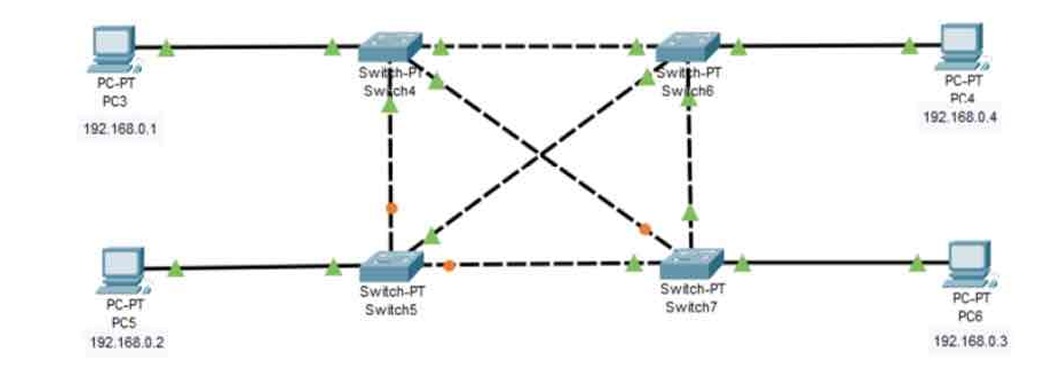 Switch-PT
Switch4
Switch-PT
Switch6
PC-PT
PC3
192.168.0.1
PC-PT
PC4
192.168.0.4
PC-PT
PC5
192.168.0.2
Switch-PT
Switch5
Switch-PT
Switch7
PC-PT
PC6
192.168.0.3